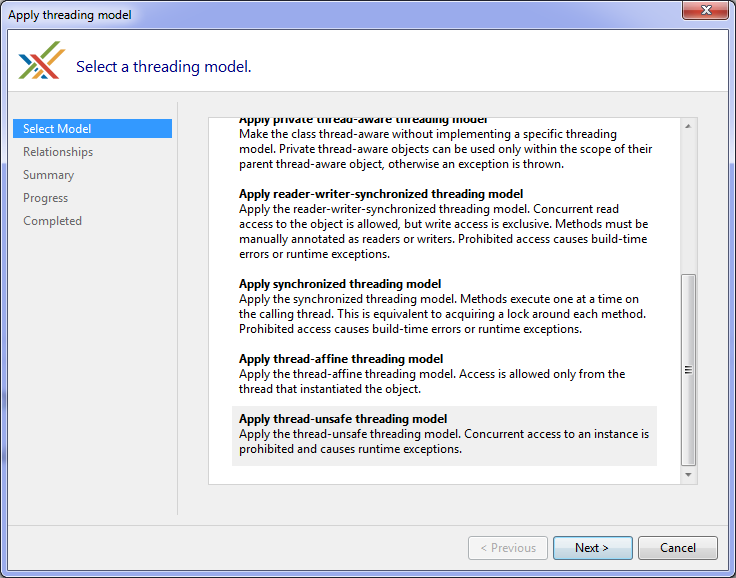 Apply threading model
Select a threading model.
Select Model
Relationships
Summary
Progress
Completed
Apply private thread-aware threading model
Make the class thread-aware without implementing a specific threading
model. Private thread-aware objects can be used only within the scope of their
parent thread-aware object, otherwise an exception is thrown.
Apply reader-writer-synchronized threading model
Apply the reader-writer-synchronized threading model. Concurrent read
access to the object is allowed, but write access is exclusive. Methods must be
manually annotated as readers or writers. Prohibited access causes build-time
errors or runtime exceptions.
Apply synchronized threading model
Apply the synchronized threading model. Methods execute one at a time on
the calling thread. This is equivalent to acquiring a lock around each method.
Prohibited access causes build-time errors or runtime exceptions.
Apply thread-affine threading model
Apply the thread-affine threading model. Access is allowed only from the
thread that instantiated the object.
Apply thread-unsafe threading model
Apply the thread-unsafe threading model. Concurrent access to an instance is
prohibited and causes runtime exceptions.
< Previous
Next >
Cancel